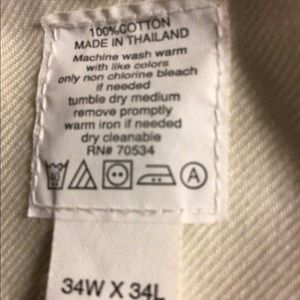 100% COTTON
MADE IN THAILAND
Machine wash warm
with like colors
only non chlorine bleach
if needed
tumble dry medium
remove promptly
warm iron if needed
dry cleanable
RN# 70534
A
34W X 34L